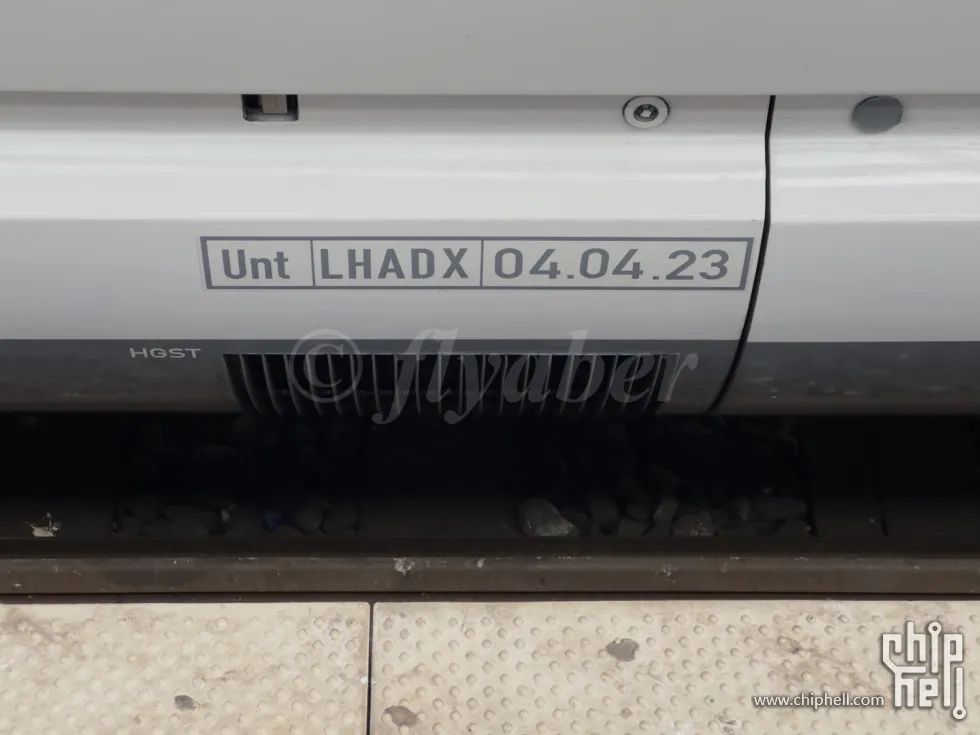 Unt LHADX 04.04.23
HGST
© flyaber
chip
hell
www.chiphell.com